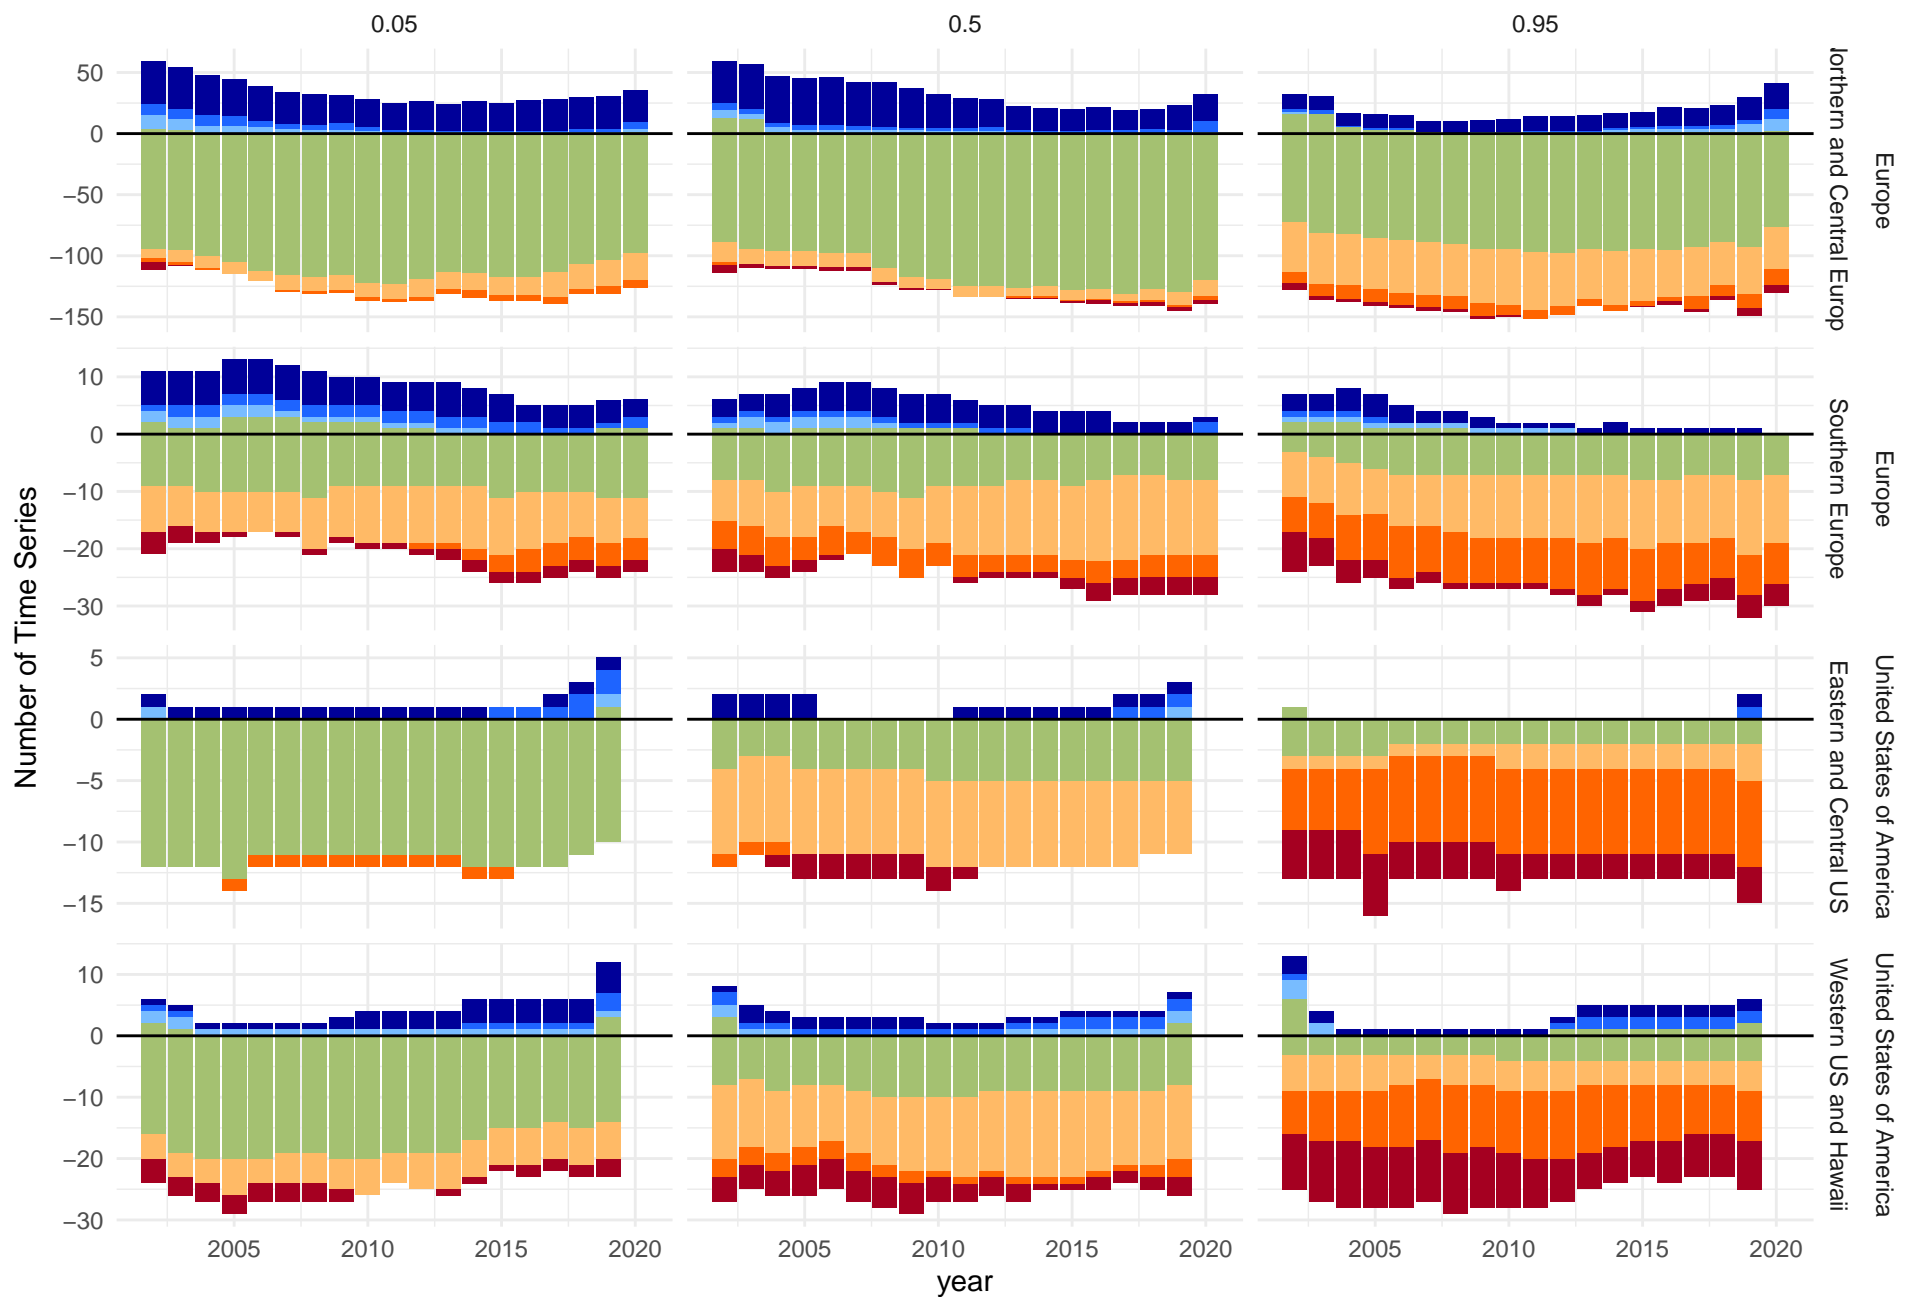 0.05 0.5 0.95
50
0
−50
−100
−150
orthern and Central Europ
Europe
10
0
−10
−20
−30
Southern Europe
Europe
Number of Time Series
5
0
−5
−10
−15
Eastern and Central US
United States of America
10
0
−10
−20
−30
Western US and Hawaii
United States of America
2005 2010 2015 2020 2005 2010 2015 2020 2005 2010 2015 2020
year